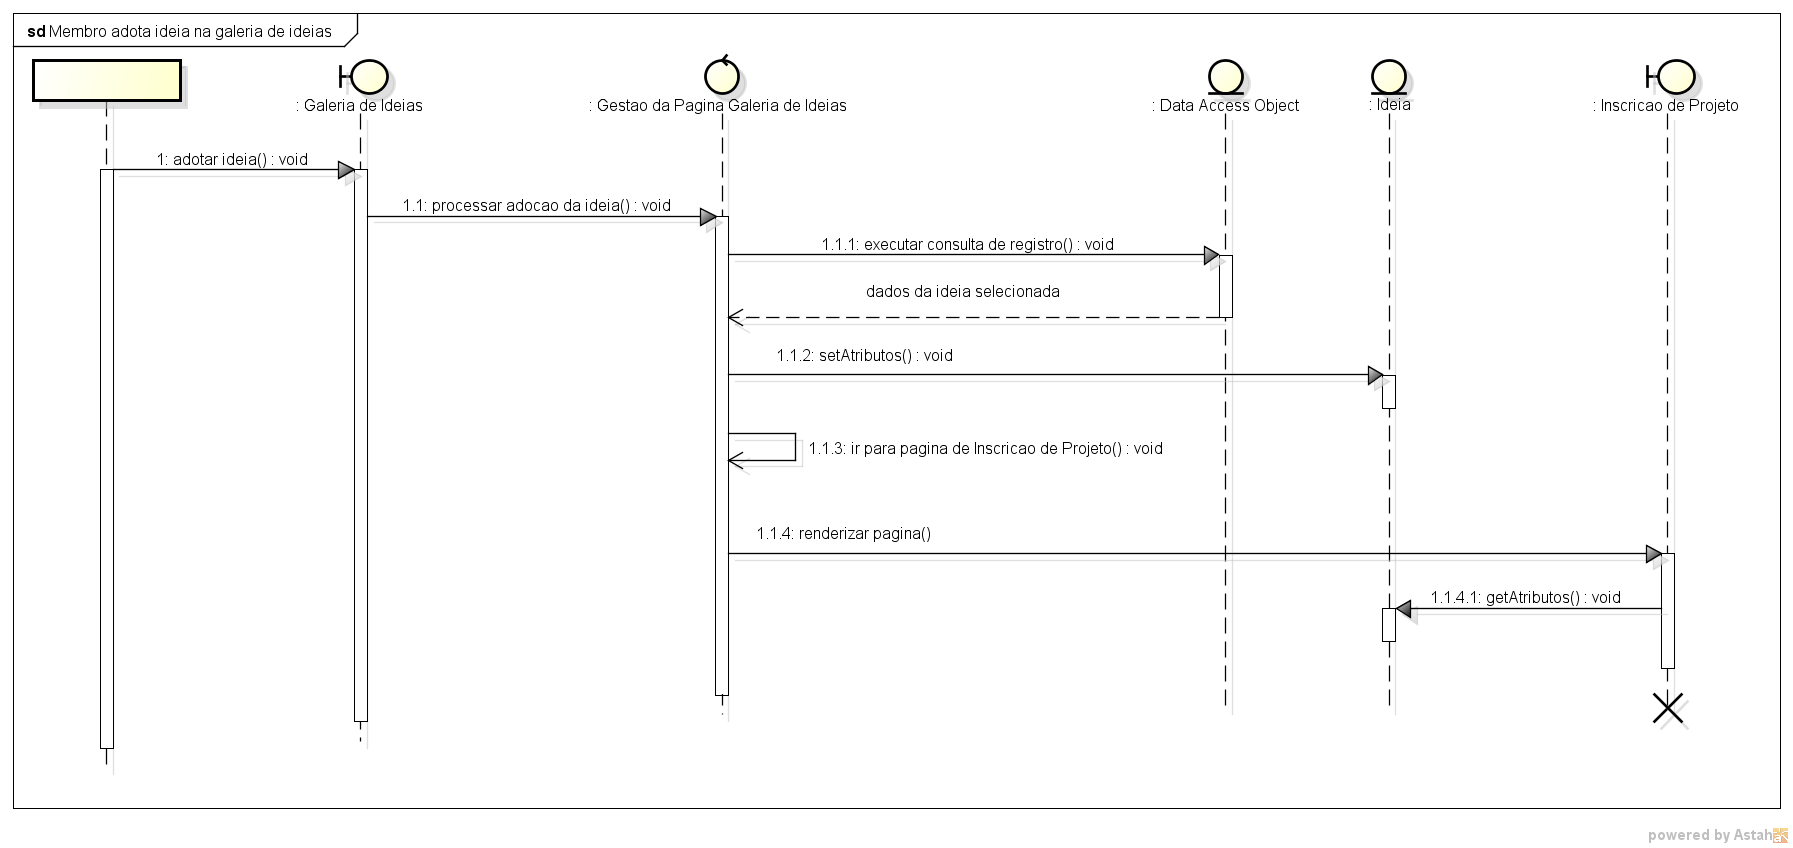 sd Membro adota ideia na galeria de ideias
: Galeria de Ideias
: Gestao da Pagina Galeria de Ideias
: Data Access Object
: Ideia
: Inscricao de Projeto
1: adotar ideia() : void
1.1: processar adocao da ideia() : void
1.1.1: executar consulta de registro() : void
dados da ideia selecionada
1.1.2: setAtributos() : void
1.1.3: ir para pagina de Inscricao de Projeto() : void
1.1.4: renderizar pagina()
1.1.4.1: getAtributos() : void
powered by Astah